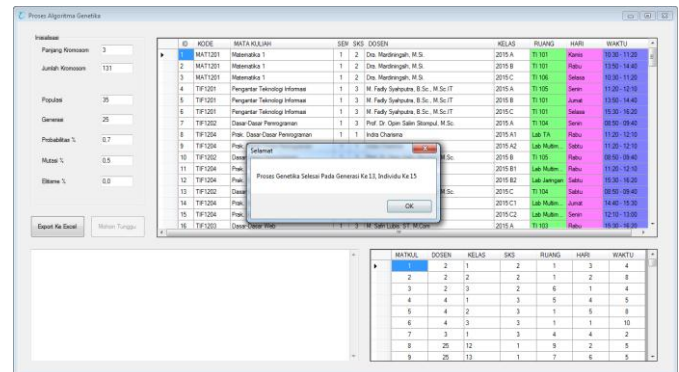 Proses Algoritma Genetika
Inisialisasi
Panjang Kromosom 3
Jumlah Kromosom 131
Populasi 35
Generasi 25
Probabilitas % 0,7
Mutasi % 0,5
Elitisme % 0,0
Export Ke Excel Mohon Tunggu
ID KODE MATA KULIAH SEM SKS DOSEN KELAS RUANG HARI WAKTU
1 MAT1201 Matematika 1 1 2 Dra. Mardiningsih, M.Si. 2015 A TI 101 Kamis 10:30 - 11:20
2 MAT1201 Matematika 1 1 2 Dra. Mardiningsih, M.Si. 2015 B TI 101 Rabu 13:50 - 14:40
3 MAT1201 Matematika 1 1 2 Dra. Mardiningsih, M.Si. 2015 C TI 106 Selasa 10:30 - 11:20
4 TIF1201 Pengantar Teknologi Informasi 1 3 M. Fadly Syahputra, B.Sc., M.Sc.IT 2015 A TI 105 Senin 11:20 - 12:10
5 TIF1201 Pengantar Teknologi Informasi 1 3 M. Fadly Syahputra, B.Sc., M.Sc.IT 2015 B TI 101 Jumat 13:50 - 14:40
6 TIF1201 Pengantar Teknologi Informasi 1 3 M. Fadly Syahputra, B.Sc., M.Sc.IT 2015 C TI 101 Selasa 15:30 - 16:20
7 TIF1202 Dasar-Dasar Pemrograman 1 3 Prof. Dr. Opim Salim Sitompul, M.Sc. 2015 A TI 104 Senin 08:50 - 09:40
8 TIF1204 Prak. Dasar-Dasar Pemrograman 1 1 Indra Charisma 2015 A1 Lab TA Rabu 11:20 - 12:10
9 TIF1204 Prak. 2015 A2 Lab Multim... Sabtu 11:20 - 12:10
10 TIF1202 Dasar M.Sc. 2015 B TI 105 Rabu 08:50 - 09:40
11 TIF1204 Prak. 2015 B1 Lab Multim... Rabu 11:20 - 12:10
12 TIF1204 Prak. 2015 B2 Lab Jaringan Sabtu 15:30 - 16:20
13 TIF1202 Dasar M.Sc. 2015 C TI 104 Sabtu 08:50 - 09:40
14 TIF1204 Prak. 2015 C1 Lab Multim... Jumat 14:40 - 15:30
15 TIF1204 Prak. 2015 C2 Lab Multim... Senin 12:10 - 13:00
16 TIF1203 Dasar-Dasar Web 1 3 M. Safri Lubis, ST. M.Com 2015 A TI 103 Rabu 15:30 - 16:20
Selamat
Proses Genetika Selesai Pada Generasi Ke 13, Individu Ke 15
OK
MATKUL DOSEN KELAS SKS RUANG HARI WAKTU
1 2 1 2 1 3 4
2 2 2 2 1 2 8
3 2 3 2 6 1 4
4 4 1 3 5 4 5
5 4 2 3 1 5 8
6 4 3 3 1 1 10
7 3 1 3 4 4 2
8 25 12 1 9 2 5
9 25 13 1 7 6 5